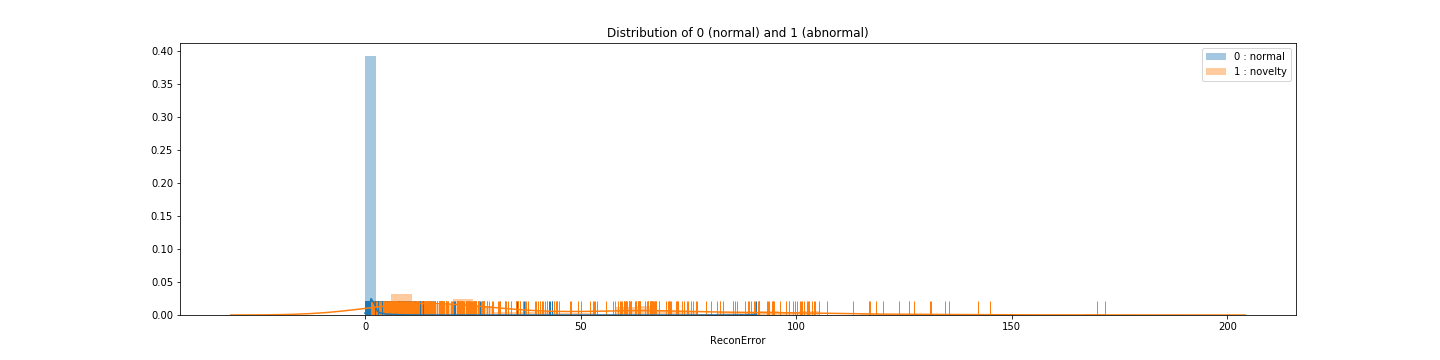 Distribution of 0 (normal) and 1 (abnormal)
0.40
0.35
0.30
0.25
0.20
0.15
0.10
0.05
0.00
0 : normal
1 : novelty
0 50 100 150 200
ReconError